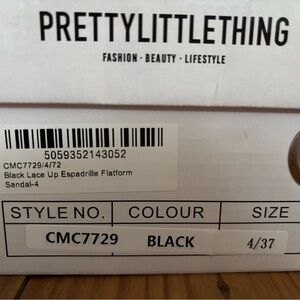 PRETTYLITTLETHING
FASHION · BEAUTY · LIFESTYLE
5059352143052
CMC7729/4/72
Black Lace Up Espadrille Flatform
Sandal-4
STYLE NO. COLOUR SIZE
CMC7729 BLACK 4/37